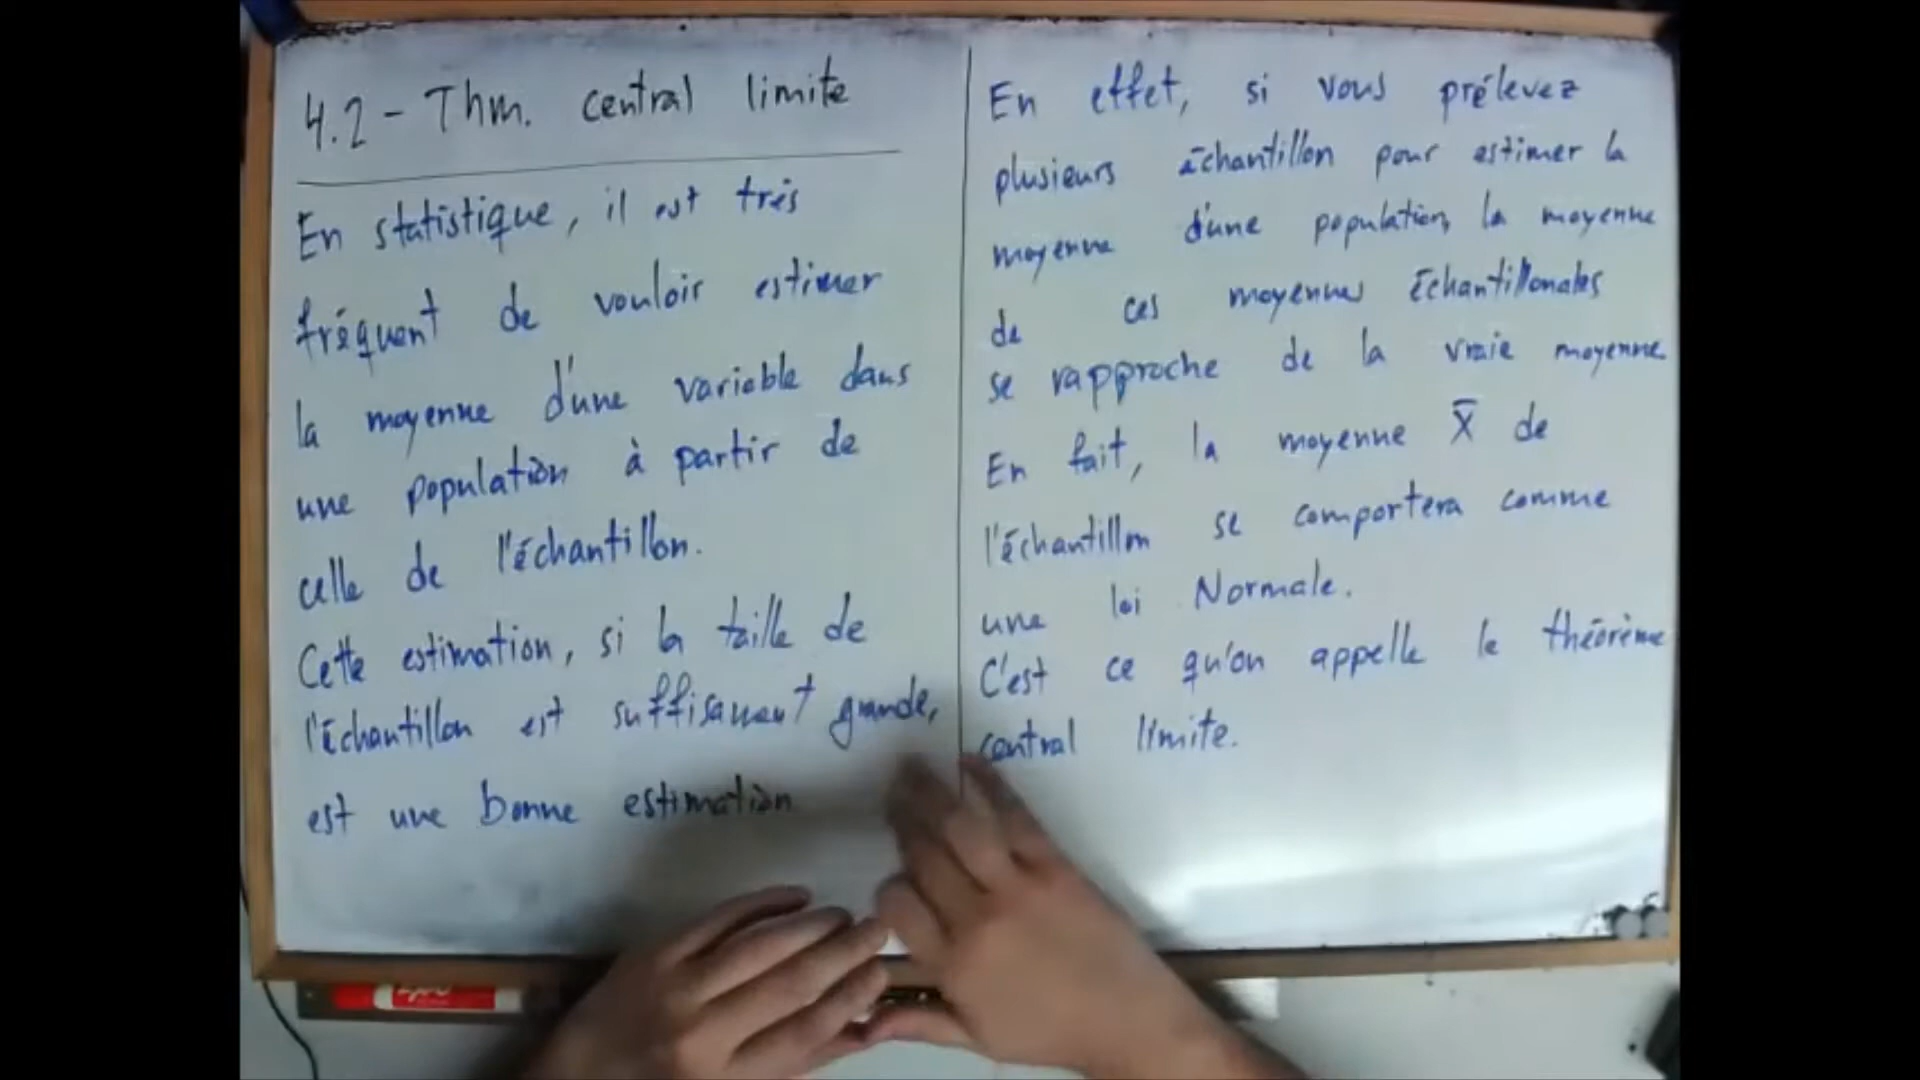 4.2 - Thm. central limite
En statistique, il est très
fréquent de vouloir estimer
la moyenne d'une variable dans
une population à partir de
celle de l'échantillon.
Cette estimation, si la taille de
l'échantillon est suffisament grande,
est une bonne estimation
En effet, si vous prélevez
plusieurs échantillon pour estimer la
moyenne d'une population, la moyenne
de ces moyennes échantillonales
se rapproche de la vraie moyenne.
En fait, la moyenne X̄ de
l'échantillon se comportera comme
une loi Normale.
C'est ce qu'on appelle le théorème
central limite.